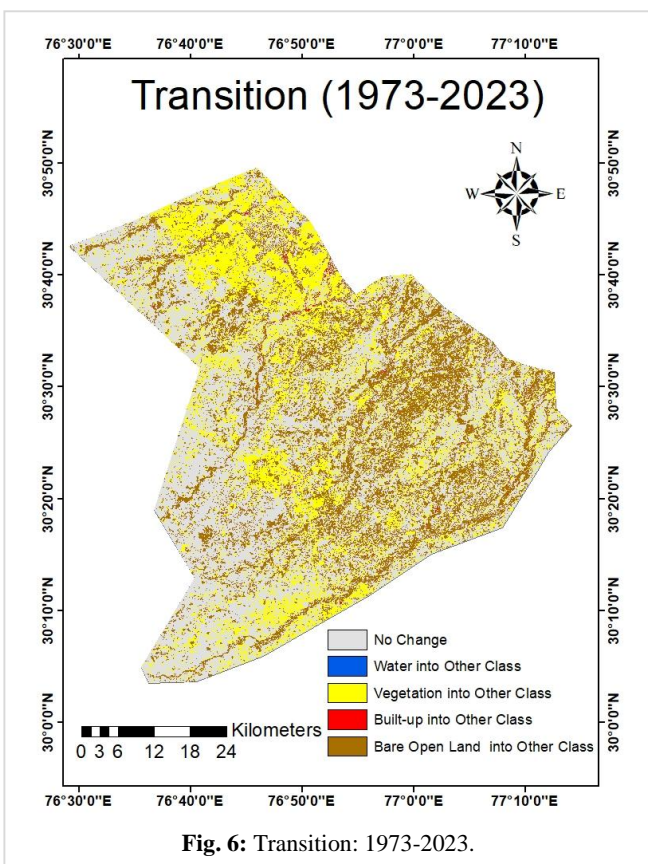 76°30'0"E 76°40'0"E 76°50'0"E 77°0'0"E 77°10'0"E
Transition (1973-2023)
N
W E
S
30°50'0"N 30°50'0"N
30°40'0"N 30°40'0"N
30°30'0"N 30°30'0"N
30°20'0"N 30°20'0"N
30°10'0"N 30°10'0"N
30°0'0"N 30°0'0"N
No Change
Water into Other Class
Vegetation into Other Class
Built-up into Other Class
Bare Open Land into Other Class
Kilometers
0 3 6 12 18 24
76°30'0"E 76°40'0"E 76°50'0"E 77°0'0"E 77°10'0"E
Fig. 6: Transition: 1973-2023.